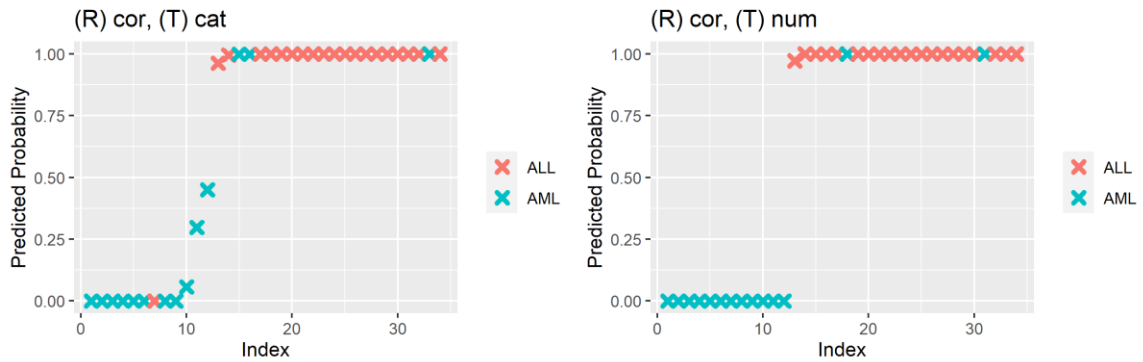 (R) cor, (T) cat
Predicted Probability
1.00
0.75
0.50
0.25
0.00
0 10 20 30
Index
ALL
AML
(R) cor, (T) num
Predicted Probability
1.00
0.75
0.50
0.25
0.00
0 10 20 30
Index
ALL
AML